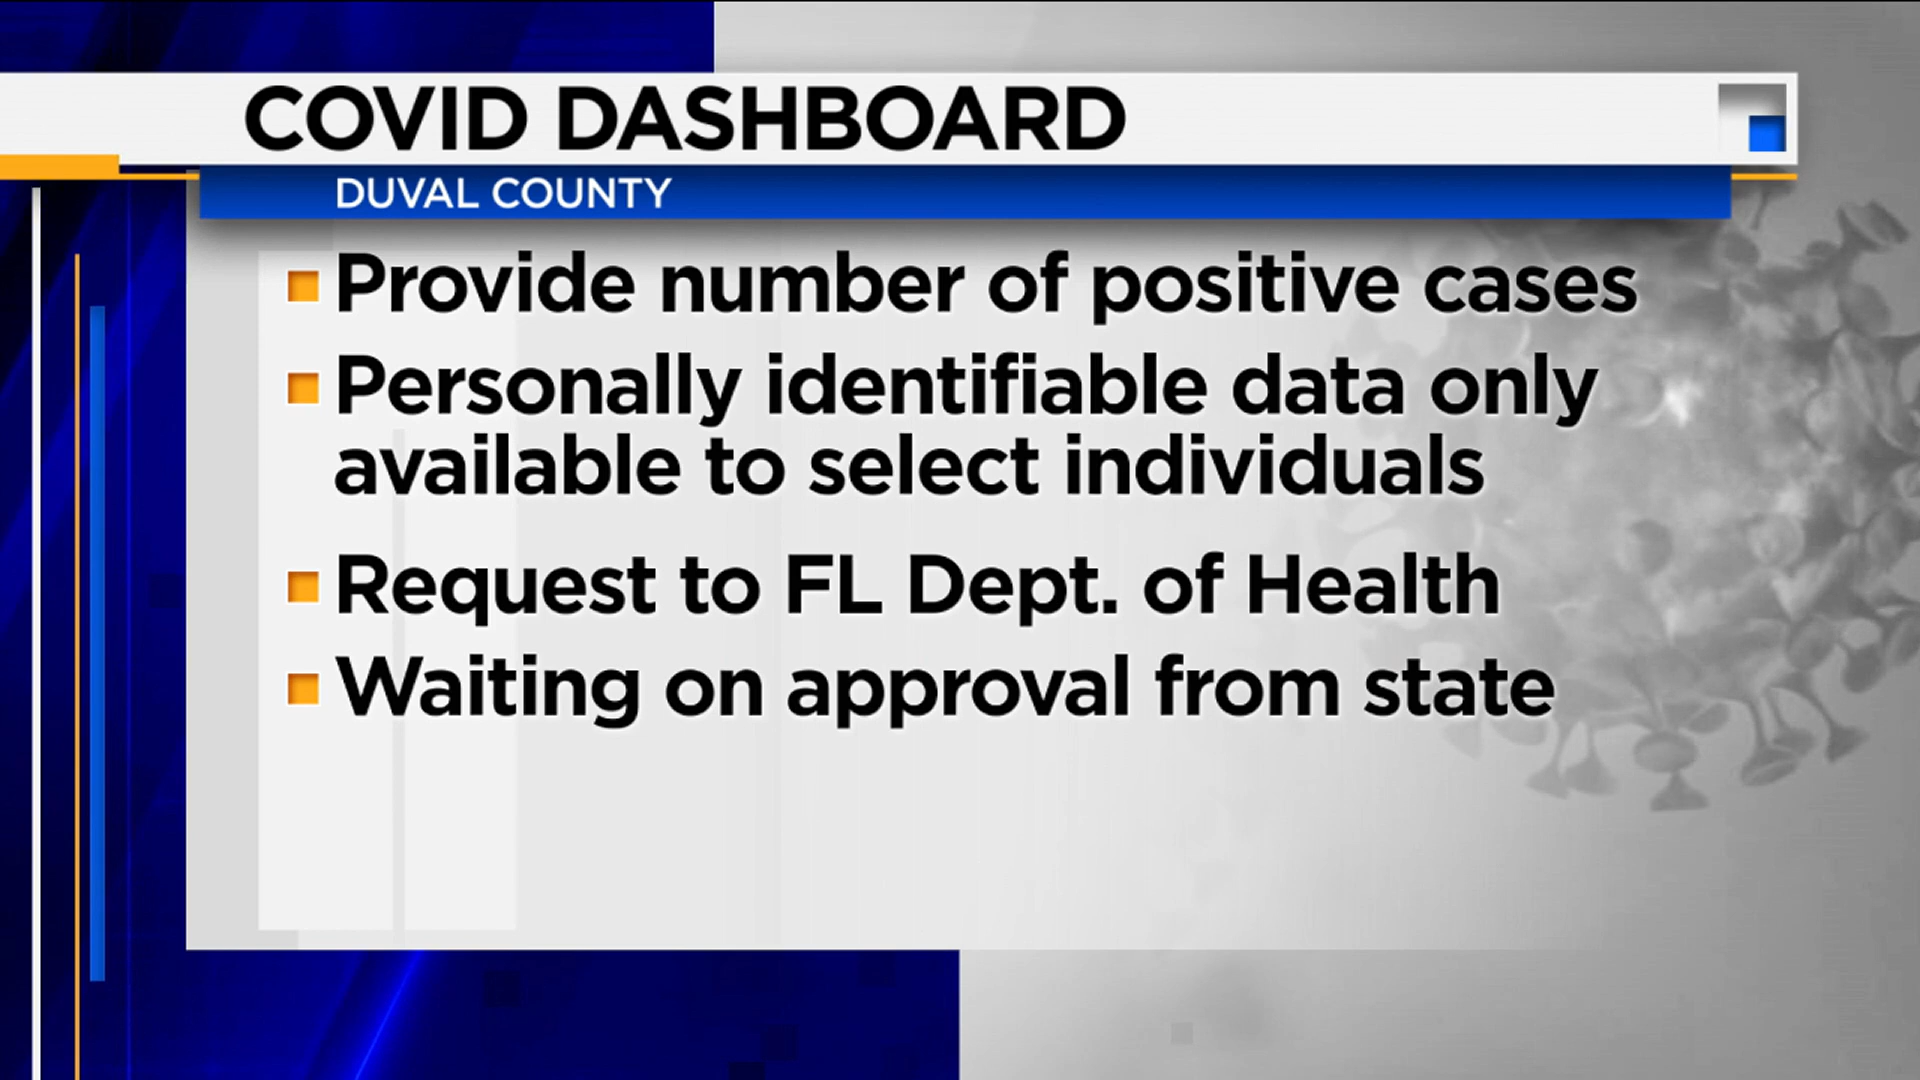 COVID DASHBOARD
DUVAL COUNTY
Provide number of positive cases
Personally identifiable data only
available to select individuals
Request to FL Dept. of Health
Waiting on approval from state